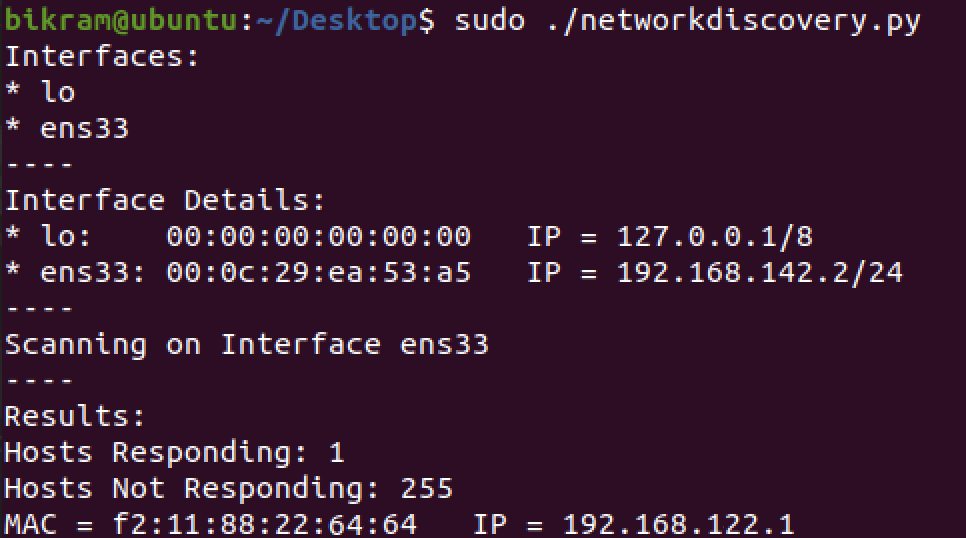 bikram@ubuntu:~/Desktop$ sudo ./networkdiscovery.py
Interfaces:
* lo
* ens33
----
Interface Details:
* lo:    00:00:00:00:00:00   IP = 127.0.0.1/8
* ens33: 00:0c:29:ea:53:a5   IP = 192.168.142.2/24
----
Scanning on Interface ens33
----
Results:
Hosts Responding: 1
Hosts Not Responding: 255
MAC = f2:11:88:22:64:64   IP = 192.168.122.1